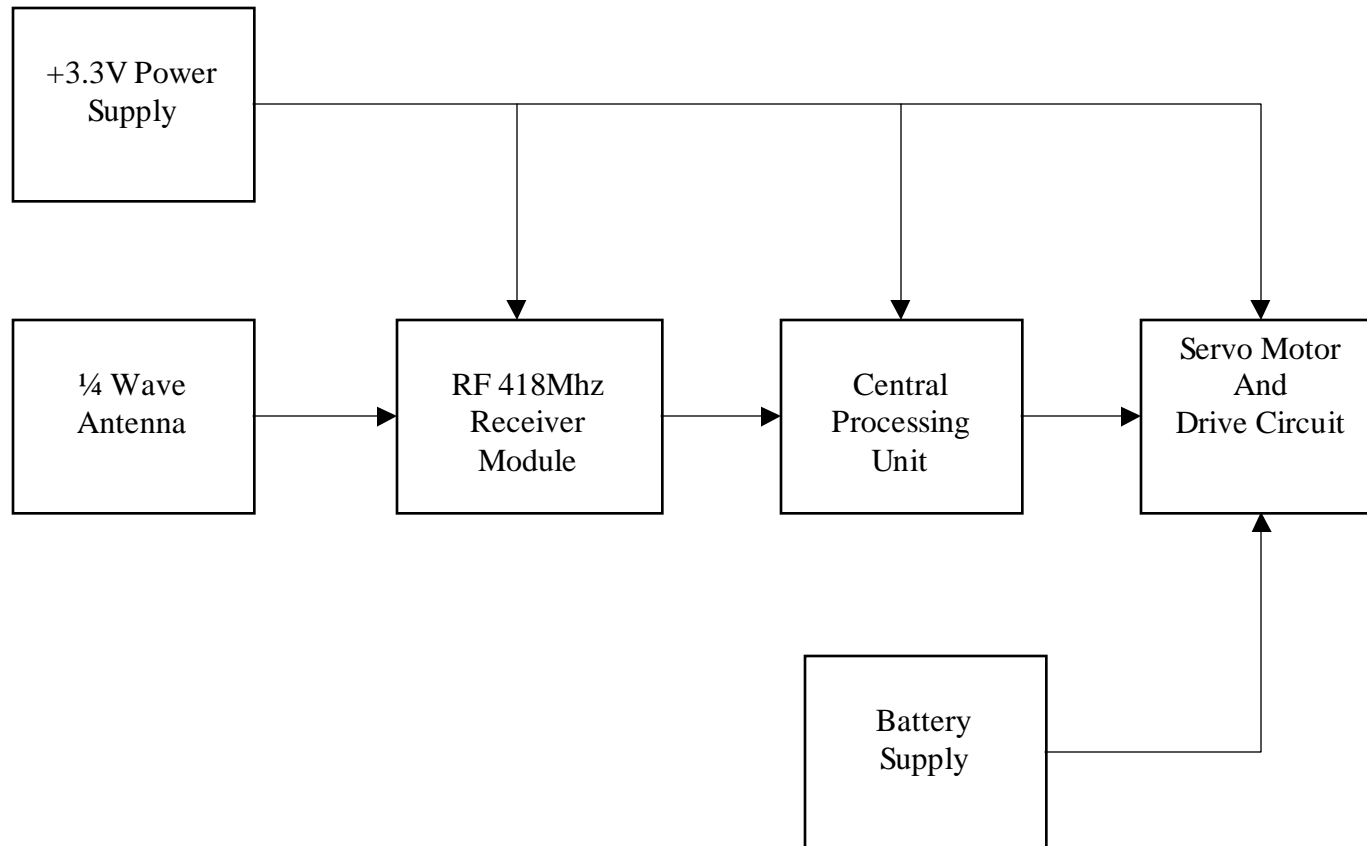 +3.3V Power
Supply
¼ Wave
Antenna
RF 418Mhz
Receiver
Module
Central
Processing
Unit
Servo Motor
And
Drive Circuit
Battery
Supply